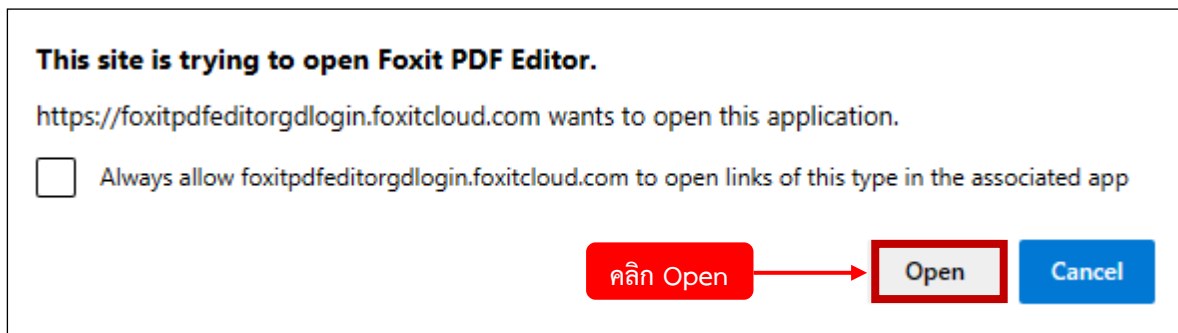 This site is trying to open Foxit PDF Editor.
https://foxitpdfeditorgdlogin.foxitcloud.com wants to open this application.
Always allow foxitpdfeditorgdlogin.foxitcloud.com to open links of this type in the associated app
คลิก Open
Open
Cancel